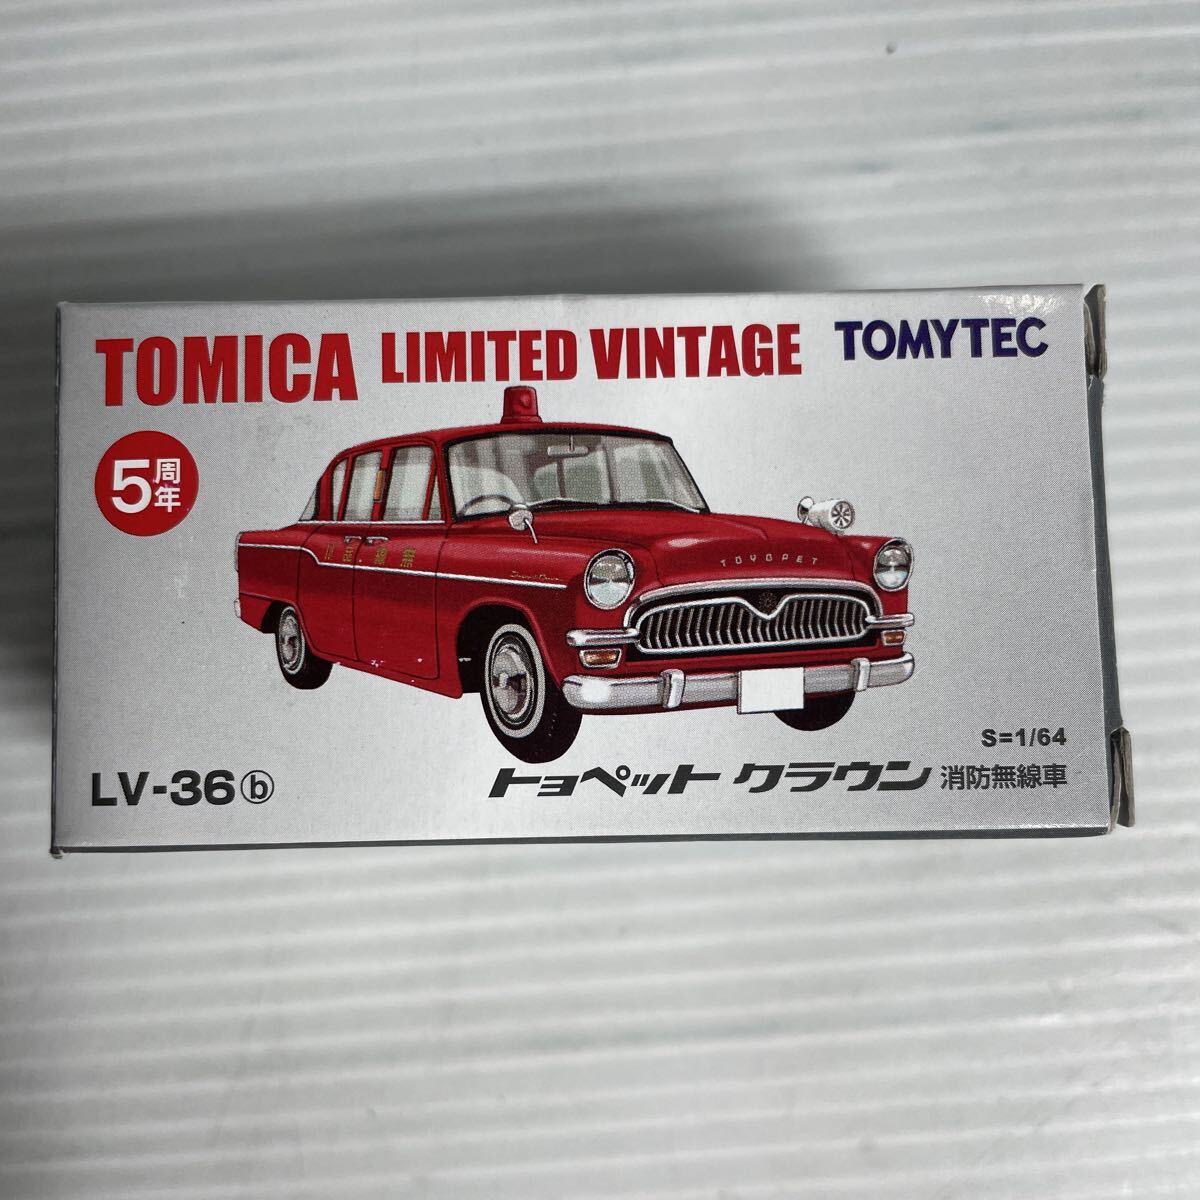 TOMICA LIMITED VINTAGE TOMYTEC
5周年
TOYOPET
S=1/64
LV-36ⓑ トヨペット クラウン 消防無線車